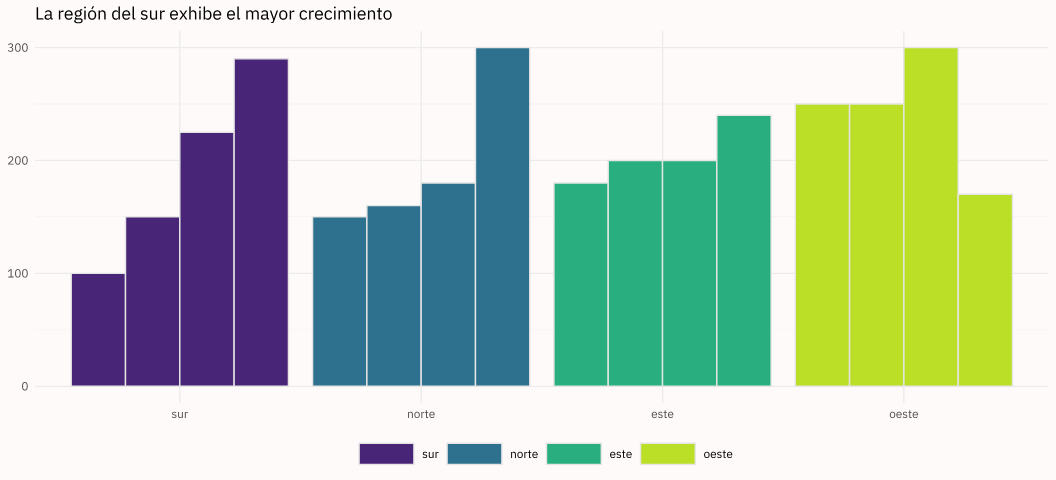 La región del sur exhibe el mayor crecimiento
300
200
100
0
sur norte este oeste
sur norte este oeste